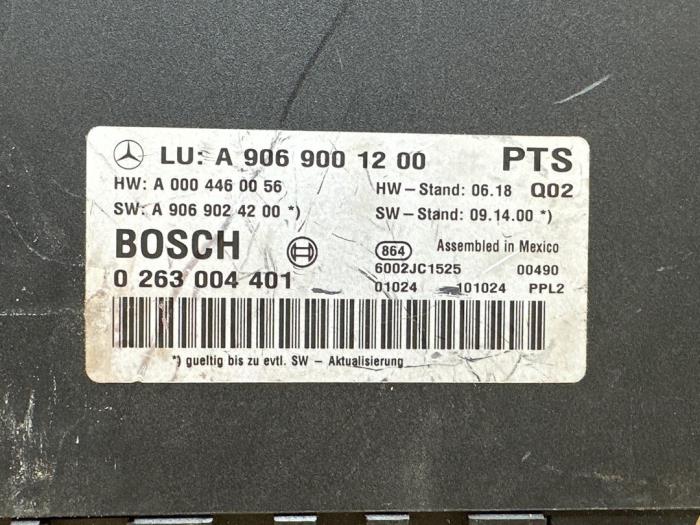 LU: A 906 900 12 00 PTS
HW: A 000 446 00 56 HW-Stand: 06.18 Q02
SW: A 906 902 42 00 *) SW-Stand: 09.14.00 *)
BOSCH 864 Assembled in Mexico
0 263 004 401 6002JC1525 00490
01024 101024 PPL2
*) gueltig bis zu evtl. SW - Aktualisierung